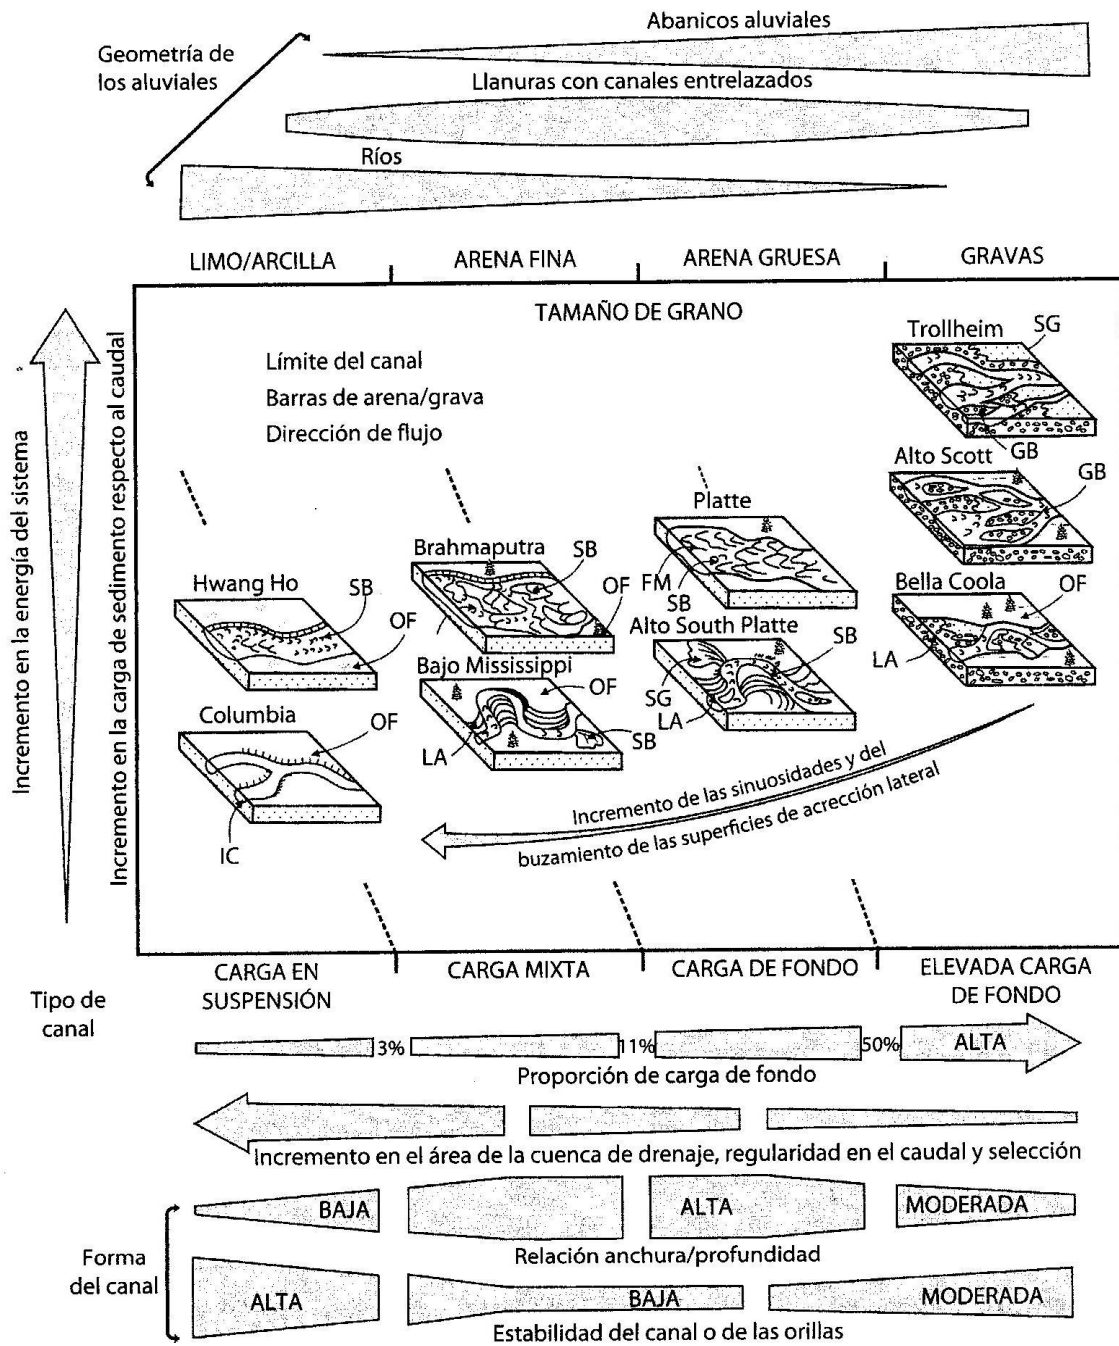 Abanicos aluviales
Geometría de
los aluviales
Llanuras con canales entrelazados
Ríos
LIMO/ARCILLA
ARENA FINA
ARENA GRUESA
GRAVAS
TAMAÑO DE GRANO
Incremento en la energía del sistema
Incremento en la carga de sedimento respecto al caudal
Límite del canal
Barras de arena/grava
Dirección de flujo
Trollheim
SG
GB
Alto Scott
GB
Platte
FM
SB
Brahmaputra
SB
OF
Hwang Ho
SB
OF
Bella Coola
OF
LA
Alto South Platte
SB
SG
LA
Bajo Mississippi
OF
LA
SB
Columbia
OF
IC
Incremento de las sinuosidades y del
buzamiento de las superficies de acrección lateral
Tipo de
canal
CARGA EN
SUSPENSIÓN
CARGA MIXTA
CARGA DE FONDO
ELEVADA CARGA
DE FONDO
3%
11%
50%
ALTA
Proporción de carga de fondo
Incremento en el área de la cuenca de drenaje, regularidad en el caudal y selección
Forma
del canal
BAJA
ALTA
MODERADA
Relación anchura/profundidad
ALTA
BAJA
MODERADA
Estabilidad del canal o de las orillas